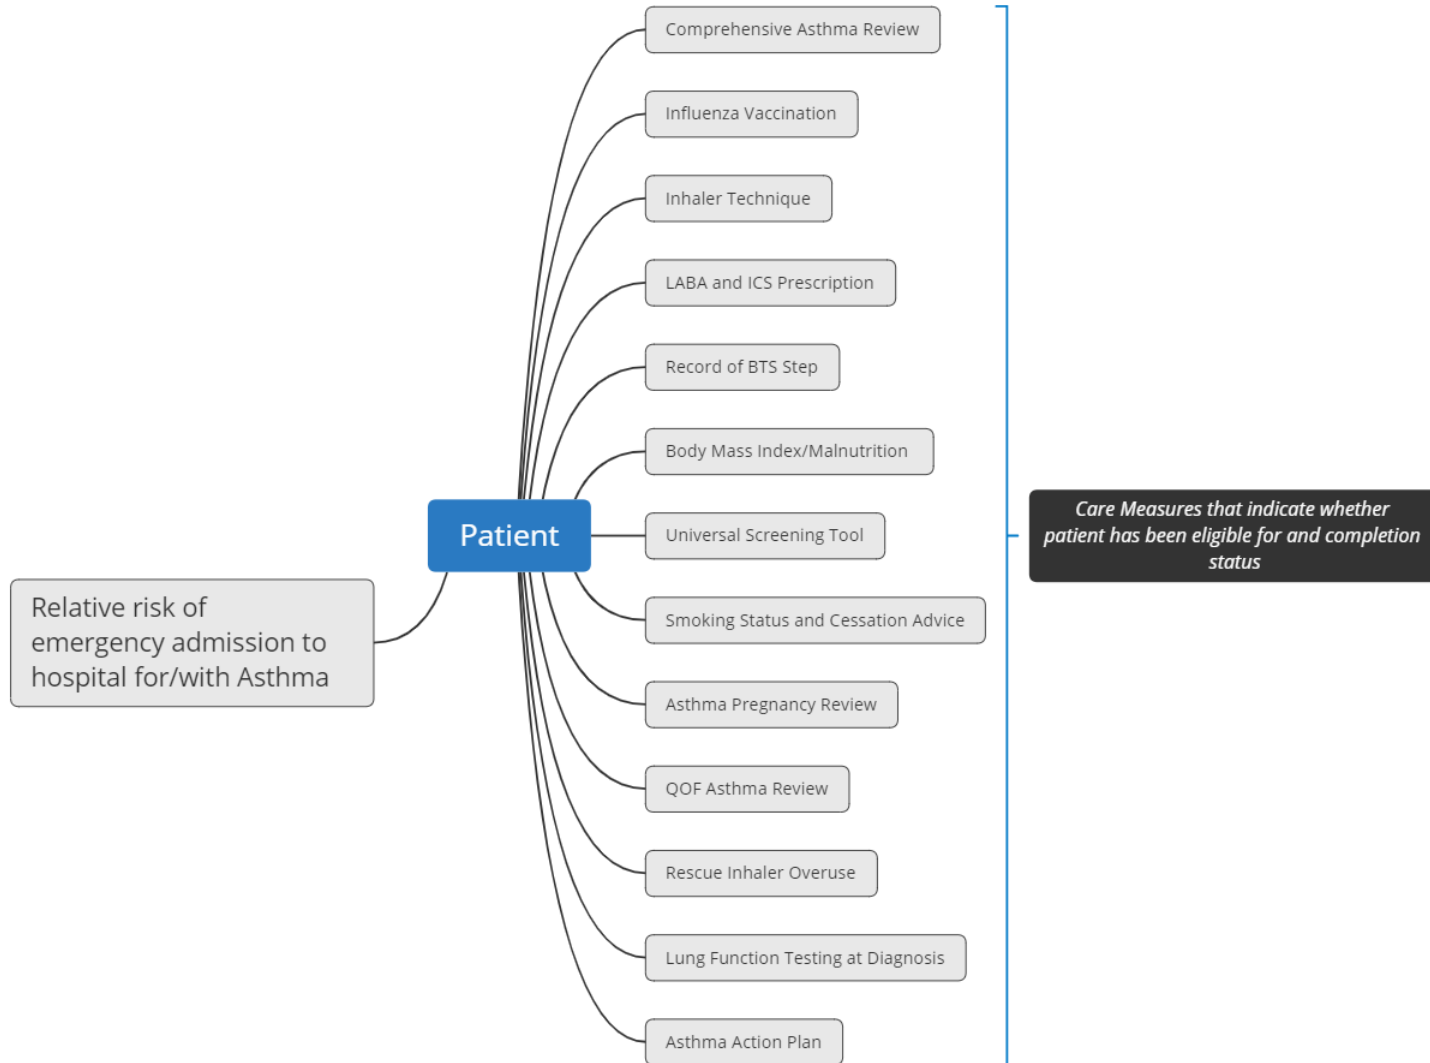 Comprehensive Asthma Review
Influenza Vaccination
Inhaler Technique
LABA and ICS Prescription
Record of BTS Step
Body Mass Index/Malnutrition
Patient
Universal Screening Tool
Care Measures that indicate whether
patient has been eligible for and completion
status
Relative risk of
emergency admission to
hospital for/with Asthma
Smoking Status and Cessation Advice
Asthma Pregnancy Review
QOF Asthma Review
Rescue Inhaler Overuse
Lung Function Testing at Diagnosis
Asthma Action Plan